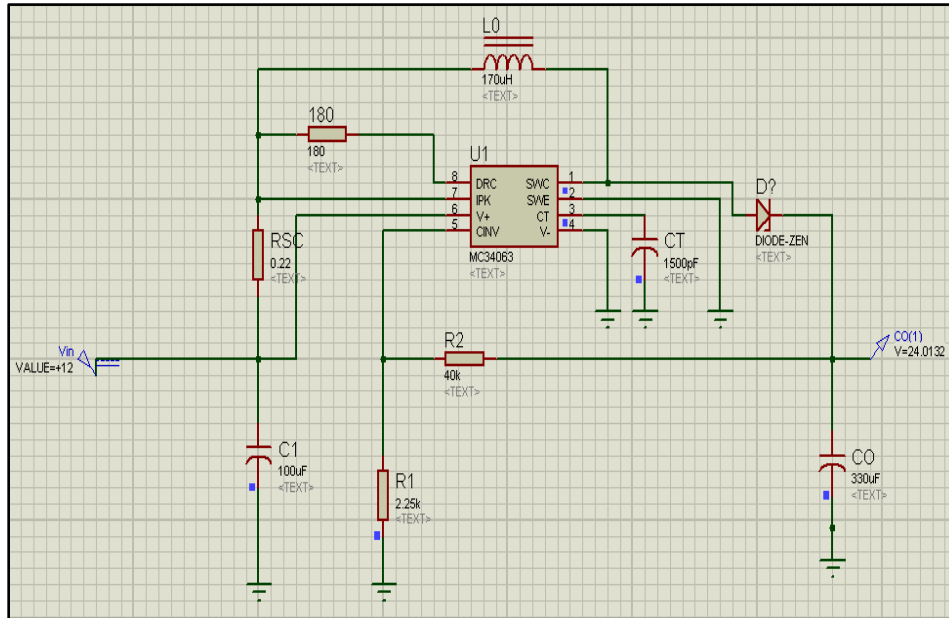 L0
170uH
<TEXT>
180
180
<TEXT>
U1
8 DRC SWC 1
7 IPK SWE 2
6 V+ CT 3
5 CINV V- 4
MC34063
<TEXT>
D?
DIODE-ZEN
<TEXT>
RSC
0.22
<TEXT>
CT
1500pF
<TEXT>
Vin
VALUE=+12
R2
40k
<TEXT>
CO(1)
V=24.0132
C1
100uF
<TEXT>
R1
2.25k
<TEXT>
CO
330uF
<TEXT>